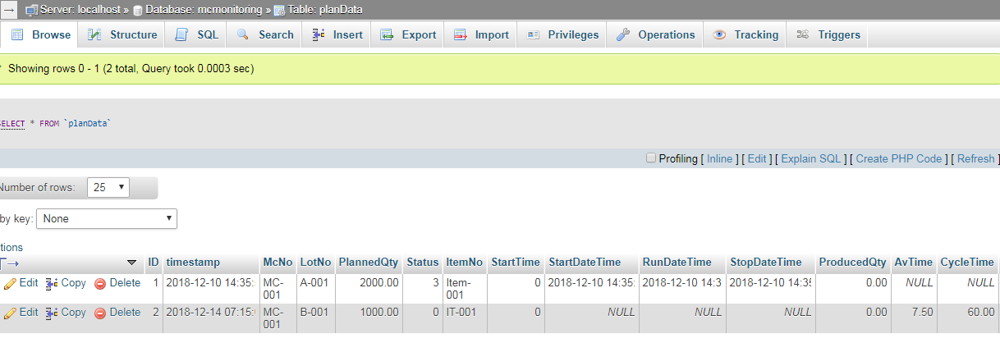 Server: localhost » Database: mcmonitoring » Table: planData
Browse Structure SQL Search Insert Export Import Privileges Operations Tracking Triggers
Showing rows 0 - 1 (2 total, Query took 0.0003 sec)
SELECT * FROM `planData`
Profiling [ Inline ] [ Edit ] [ Explain SQL ] [ Create PHP Code ] [ Refresh ]
Number of rows: 25
by key: None
tions
ID timestamp McNo LotNo PlannedQty Status ItemNo StartTime StartDateTime RunDateTime StopDateTime ProducedQty AvTime CycleTime
Edit Copy Delete 1 2018-12-10 14:35: MC- A-001 2000.00 3 Item- 0 2018-12-10 14:35: 2018-12-10 14:3 2018-12-10 14:35: 0.00 NULL NULL
001 001
Edit Copy Delete 2 2018-12-14 07:15: MC- B-001 1000.00 0 IT-001 0 NULL NULL NULL 0.00 7.50 60.00
001